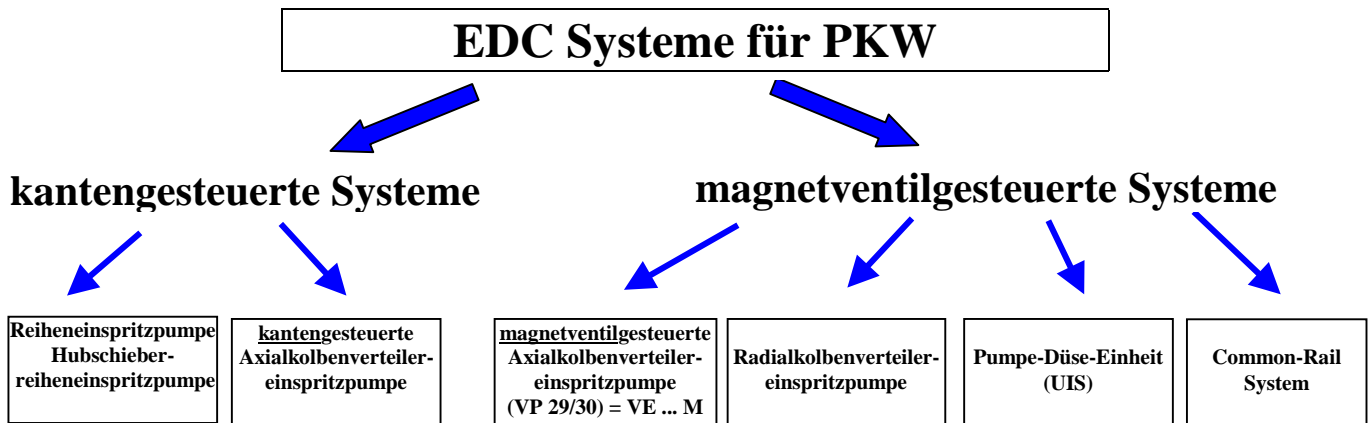 EDC Systeme für PKW
kantengesteuerte Systeme
magnetventilgesteuerte Systeme
Reiheneinspritzpumpe
Hubschieber-
reiheneinspritzpumpe
kantengesteuerte
Axialkolbenverteiler-
einspritzpumpe
magnetventilgesteuerte
Axialkolbenverteiler-
einspritzpumpe
(VP 29/30) = VE ... M
Radialkolbenverteiler-
einspritzpumpe
Pumpe-Düse-Einheit
(UIS)
Common-Rail
System